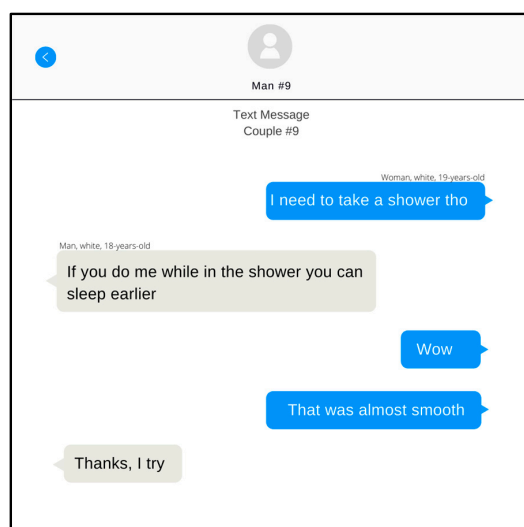 Man #9
Text Message
Couple #9
Woman, white, 19-years-old
I need to take a shower tho
Man, white, 18-years-old
If you do me while in the shower you can
sleep earlier
Wow
That was almost smooth
Thanks, I try